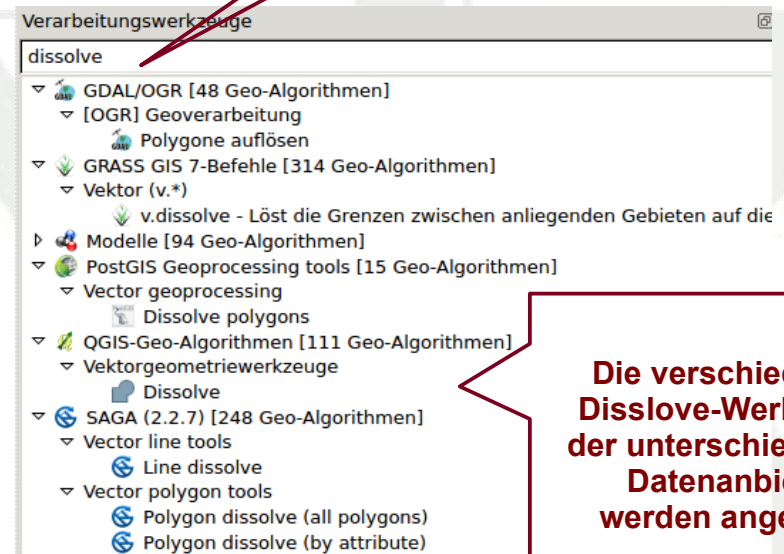 Verarbeitungswerkzeuge
dissolve
GDAL/OGR [48 Geo-Algorithmen]
[OGR] Geoverarbeitung
Polygone auflösen
GRASS GIS 7-Befehle [314 Geo-Algorithmen]
Vektor (v.*)
v.dissolve - Löst die Grenzen zwischen anliegenden Gebieten auf die
Modelle [94 Geo-Algorithmen]
PostGIS Geoprocessing tools [15 Geo-Algorithmen]
Vector geoprocessing
Dissolve polygons
QGIS-Geo-Algorithmen [111 Geo-Algorithmen]
Vektorgeometriewerkzeuge
Dissolve
SAGA (2.2.7) [248 Geo-Algorithmen]
Vector line tools
Line dissolve
Vector polygon tools
Polygon dissolve (all polygons)
Polygon dissolve (by attribute)
Die
der
werden